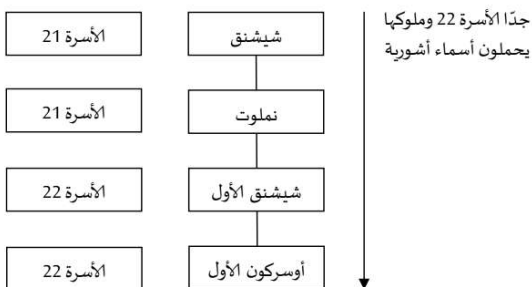 جدّا الأسرة 22 وملوكها
يحملون أسماء أشورية
شيشنق
الأسرة 21
نملوت
الأسرة 21
شيشنق الأول
الأسرة 22
أوسركون الأول
الأسرة 22